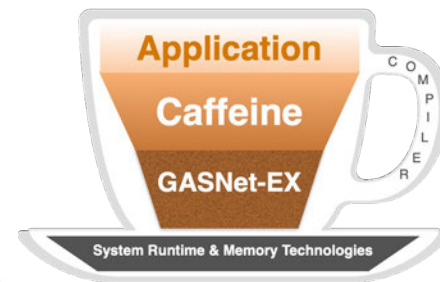 Application
Caffeine
GASNet-EX
COMPILER
System Runtime & Memory Technologies